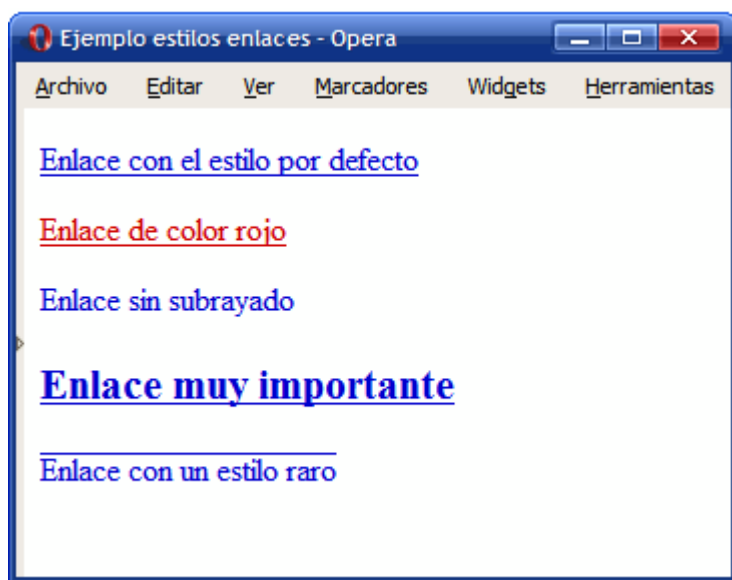 Ejemplo estilos enlaces - Opera
Archivo Editar Ver Marcadores Widgets Herramientas
Enlace con el estilo por defecto
Enlace de color rojo
Enlace sin subrayado
Enlace muy importante
Enlace con un estilo raro